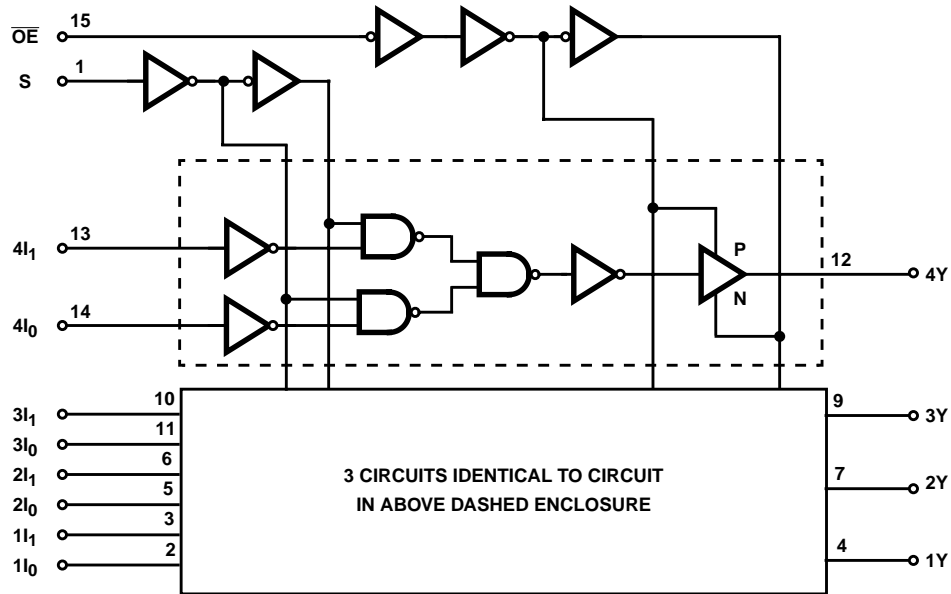 OE 15
S 1
4I1 13
4I0 14
P
N
12 4Y
3I1 10
3I0 11
2I1 6
2I0 5
1I1 3
1I0 2
3 CIRCUITS IDENTICAL TO CIRCUIT
IN ABOVE DASHED ENCLOSURE
9 3Y
7 2Y
4 1Y